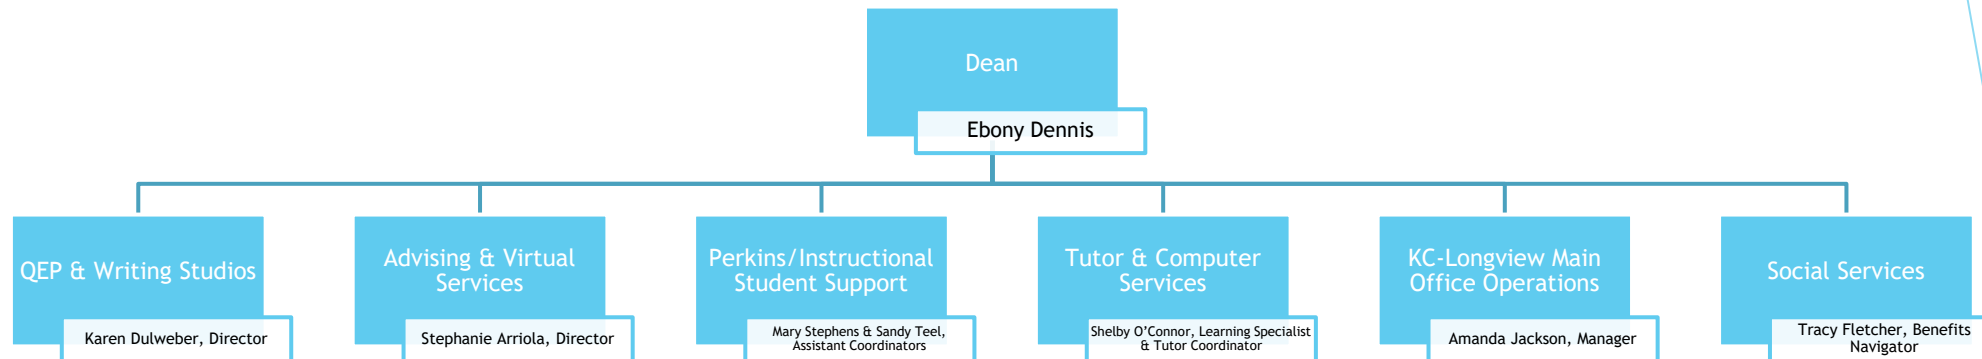 Dean
Ebony Dennis
QEP & Writing Studios
Karen Dulweber, Director
Advising & Virtual
Services
Stephanie Arriola, Director
Perkins/Instructional
Student Support
Mary Stephens & Sandy Teel,
Assistant Coordinators
Tutor & Computer
Services
Shelby O’Connor, Learning Specialist
& Tutor Coordinator
KC-Longview Main
Office Operations
Amanda Jackson, Manager
Social Services
Tracy Fletcher, Benefits
Navigator